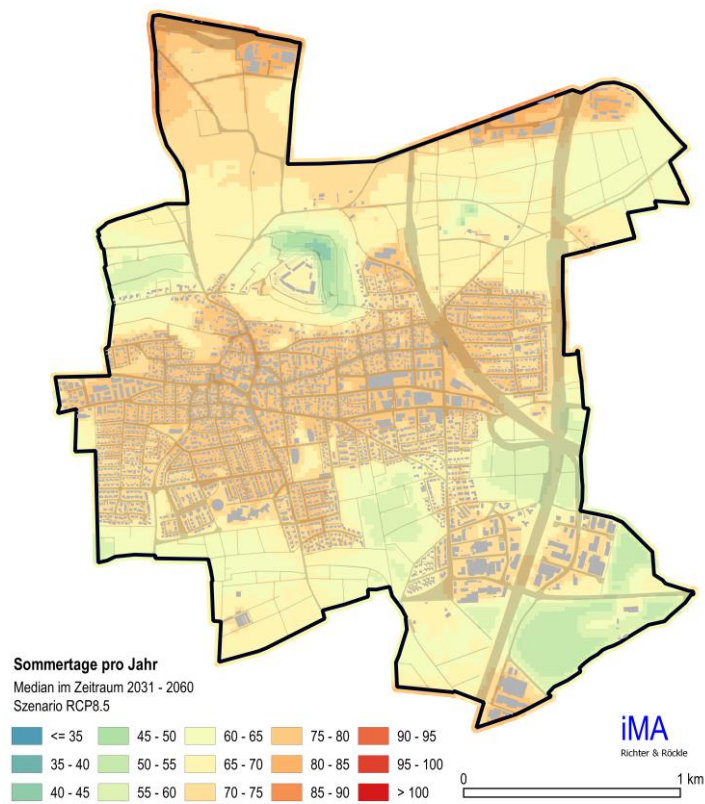 Sommertage pro Jahr
Median im Zeitraum 2031 - 2060
Szenario RCP8.5
<= 35 45 - 50 60 - 65 75 - 80 90 - 95
35 - 40 50 - 55 65 - 70 80 - 85 95 - 100
40 - 45 55 - 60 70 - 75 85 - 90 > 100
iMA
Richter & Röckle
0 1 km